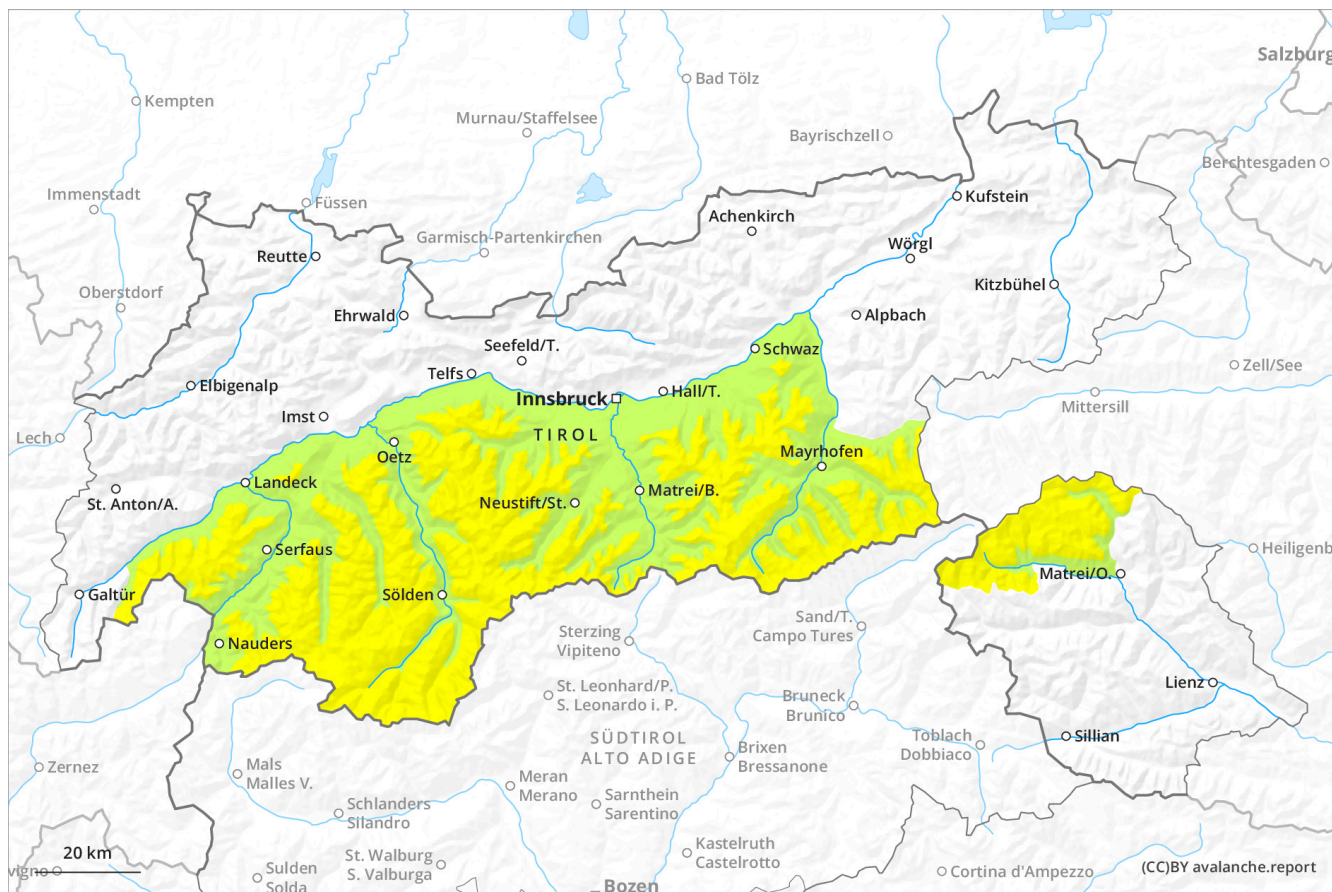 Salzburg
Kempten
Bad Tölz
Murnau/Staffelsee
Bayrischzell
Berchtesgaden
Immenstadt
Füssen
Kufstein
Achenkirch
Garmisch-Partenkirchen
Wörgl
Reutte
Oberstdorf
Kitzbühel
Ehrwald
Alpbach
Seefeld/T.
Schwaz
Zell/See
Telfs
Elbigenalp
Innsbruck
Hall/T.
Mittersill
Imst
Lech
TIROL
Oetz
Mayrhofen
Landeck
St. Anton/A.
Neustift/St.
Matrei/B.
Serfaus
Heiligenb
Matrei/O.
Galtür
Sölden
Sand/T.
Campo Tures
Nauders
Sterzing
Vipiteno
Lienz
St. Leonhard/P.
S. Leonardo i. P.
Bruneck
Brunico
Sillian
SÜDTIROL
ALTO ADIGE
Toblach
Dobbiaco
Brixen
Bressanone
Zernez
Mals
Malles V.
Meran
Merano
Sarnthein
Sarentino
Schlanders
Silandro
20 km
Kastelruth
Castelrotto
St. Walburg
S. Valburga
vigno
Sulden
Solda
Cortina d'Ampezzo
(CC)BY avalanche.report
Bozen